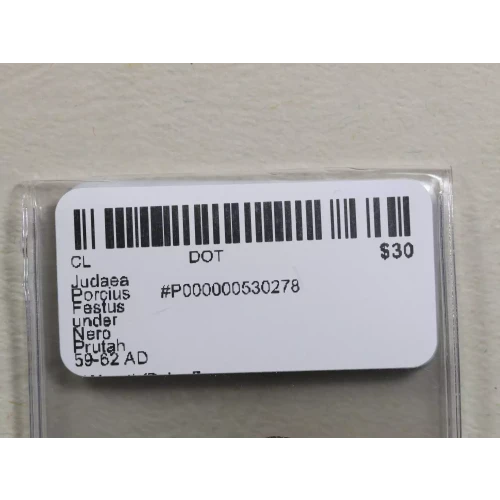 CL DOT $30
Judaea
Porcius #P000000530278
Festus
under
Nero
Prutah
59-62 AD